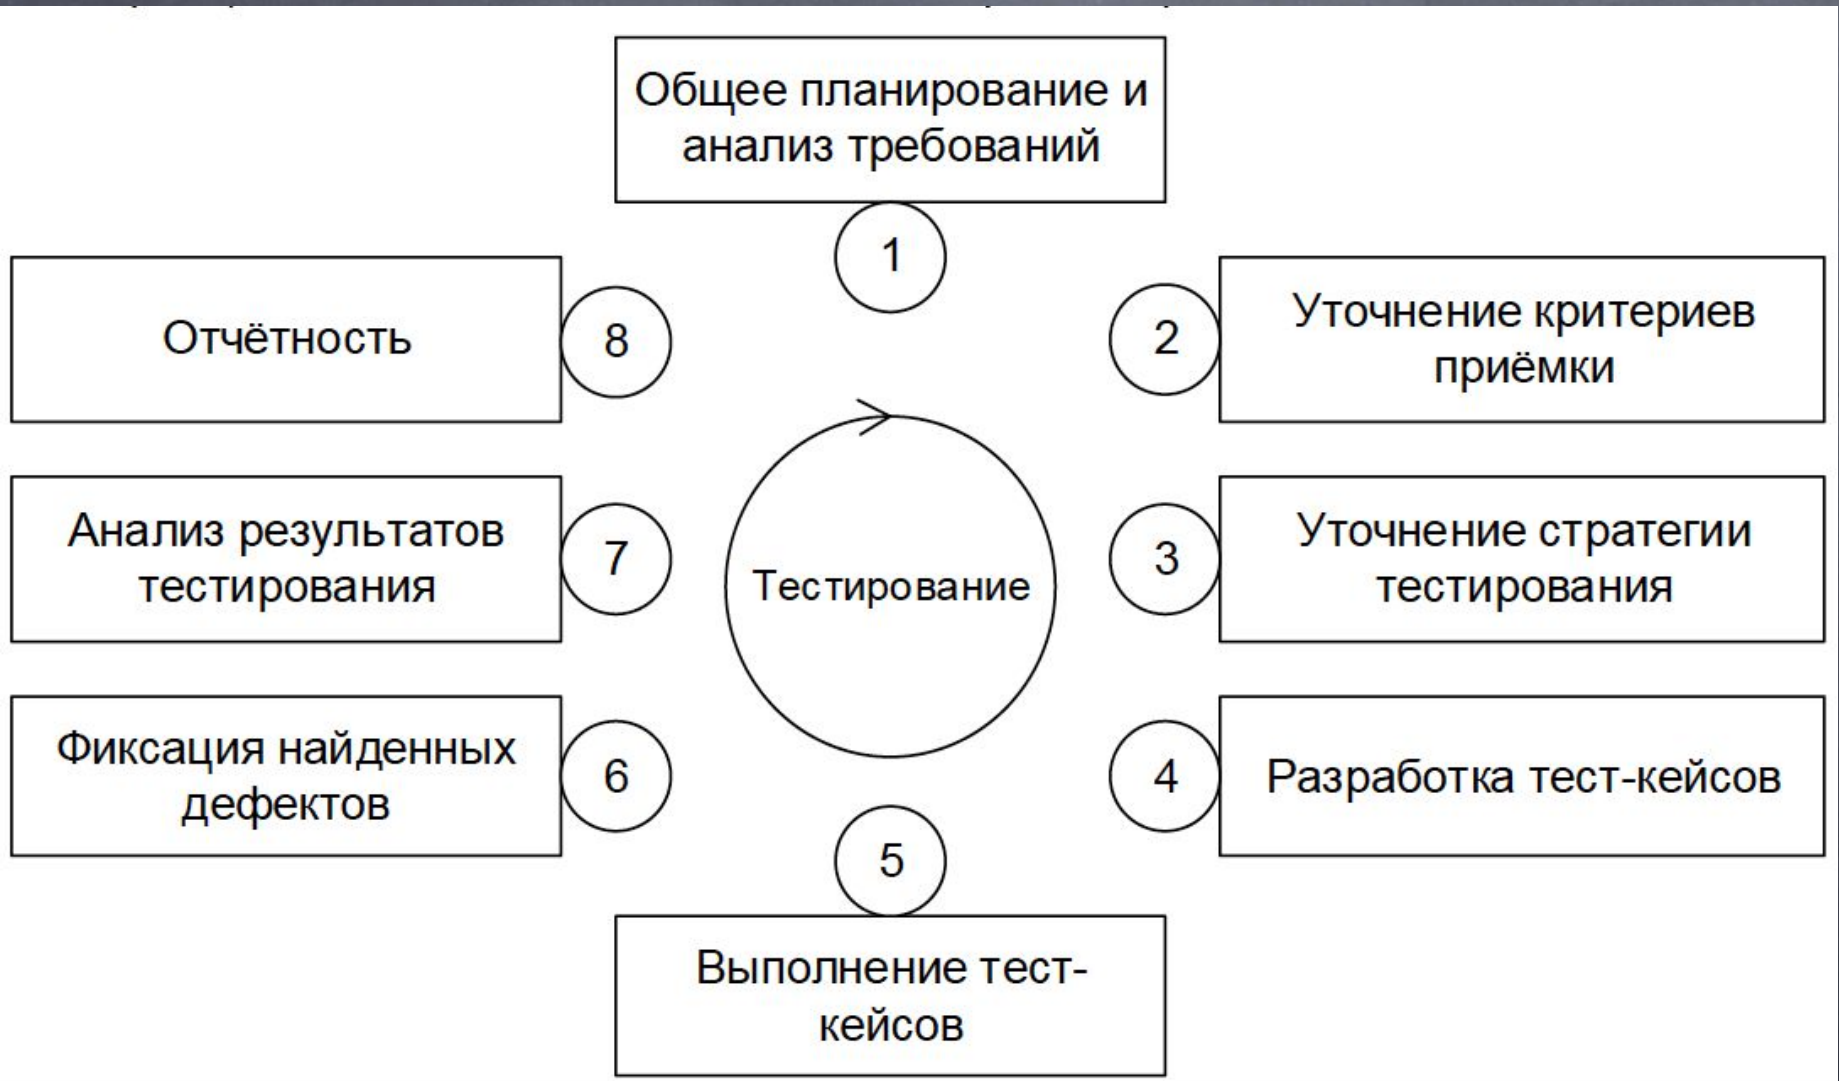 Общее планирование и
анализ требований
1
Отчётность
8
2
Уточнение критериев
приёмки
Анализ результатов
тестирования
7
Тестирование
3
Уточнение стратегии
тестирования
Фиксация найденных
дефектов
6
4
Разработка тест-кейсов
5
Выполнение тест-
кейсов